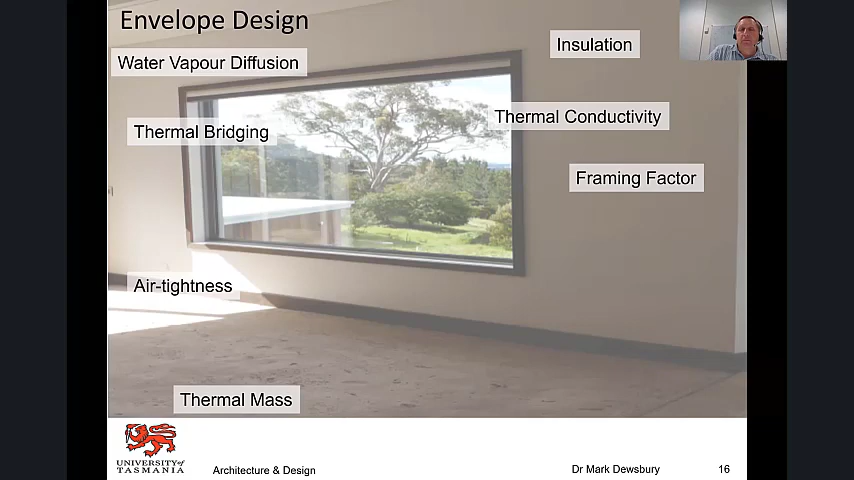 Envelope Design
Water Vapour Diffusion
Insulation
Thermal Bridging
Thermal Conductivity
Framing Factor
Air-tightness
Thermal Mass
UNIVERSITY of
TASMANIA
Architecture & Design
Dr Mark Dewsbury
16